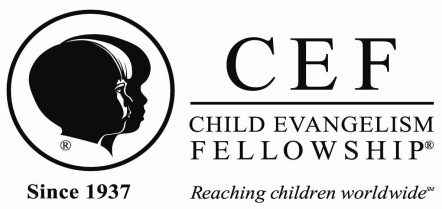 CEF
CHILD EVANGELISM
FELLOWSHIP®
®
Since 1937
Reaching children worldwide℠